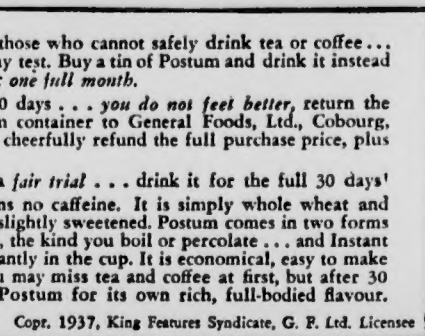 those who cannot safely drink tea or coffee...
y test. Buy a tin of Postum and drink it instead
one full month.
0 days . . . you do not feel better, return the
n container to General Foods, Ltd., Cobourg,
cheerfully refund the full purchase price, plus
a fair trial . . . drink it for the full 30 days'
ns no caffeine. It is simply whole wheat and
slightly sweetened. Postum comes in two forms
, the kind you boil or percolate . . . and Instant
antly in the cup. It is economical, easy to make
u may miss tea and coffee at first, but after 30
Postum for its own rich, full-bodied flavour.
Copr. 1937, King Features Syndicate, G. F. Ltd. Licensee